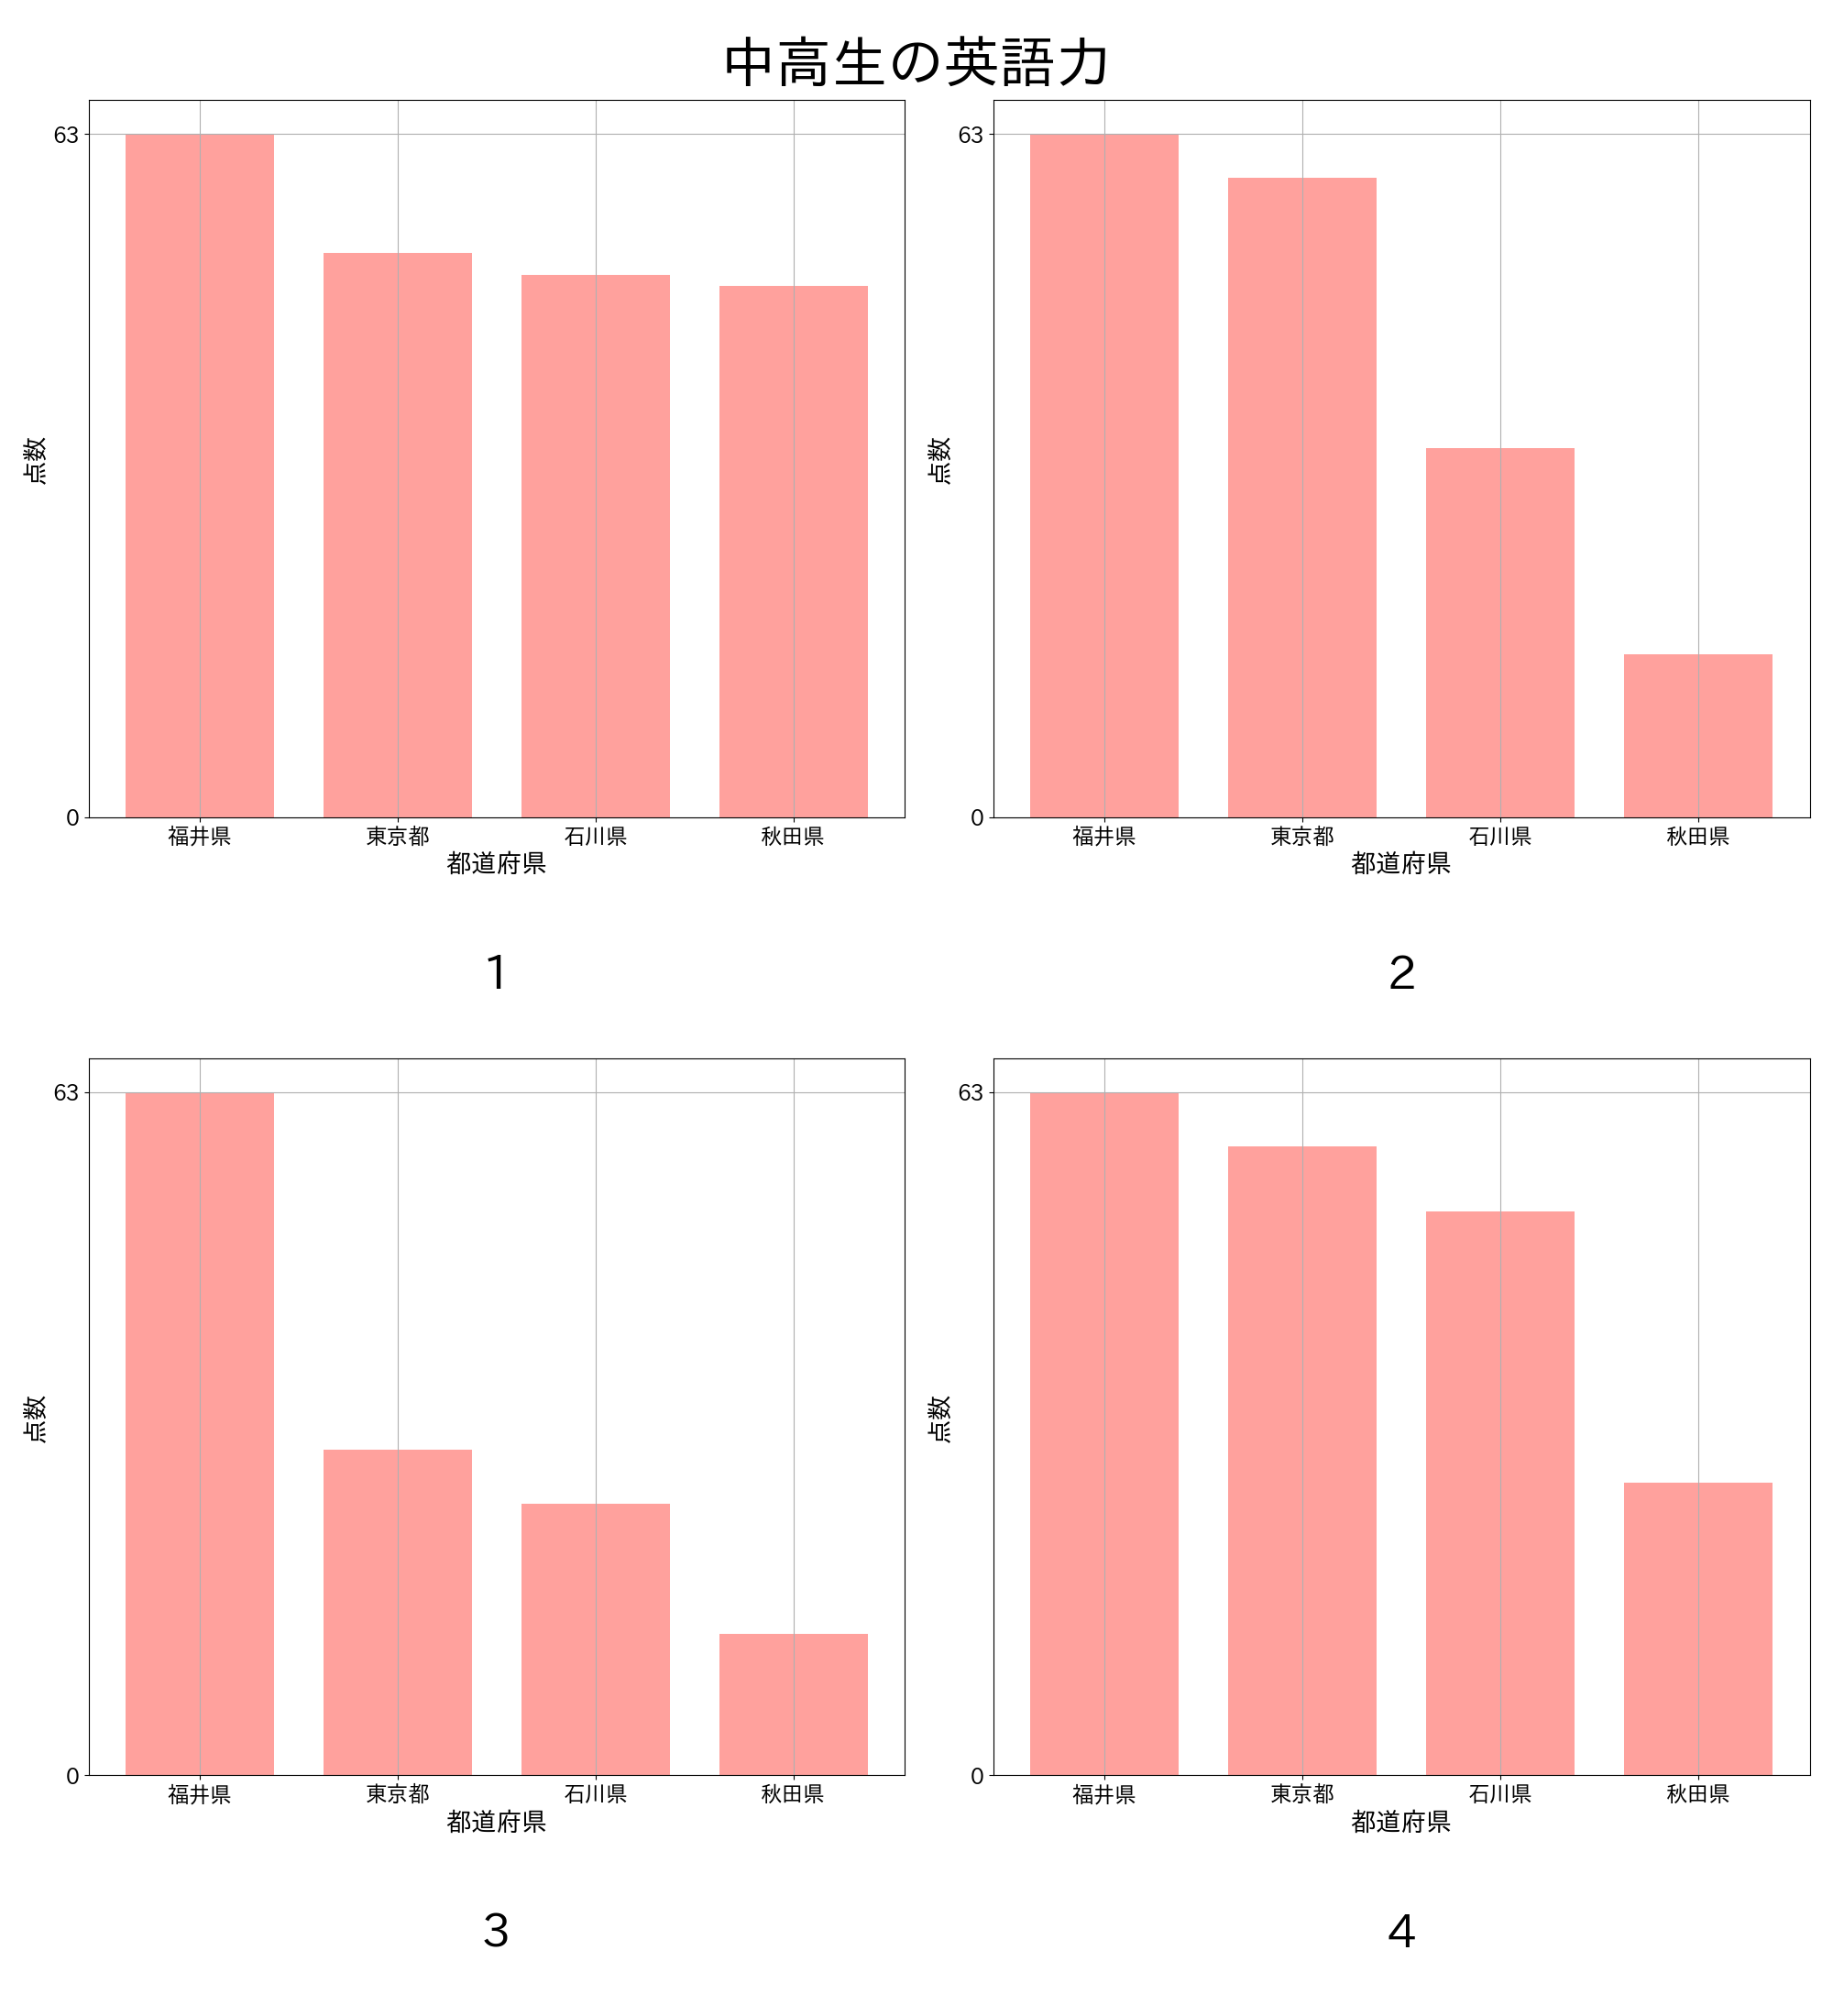 中高生の英語力
63
点数
0
福井県 東京都 石川県 秋田県
都道府県
1
63
点数
0
福井県 東京都 石川県 秋田県
都道府県
2
63
点数
0
福井県 東京都 石川県 秋田県
都道府県
3
63
点数
0
福井県 東京都 石川県 秋田県
都道府県
4